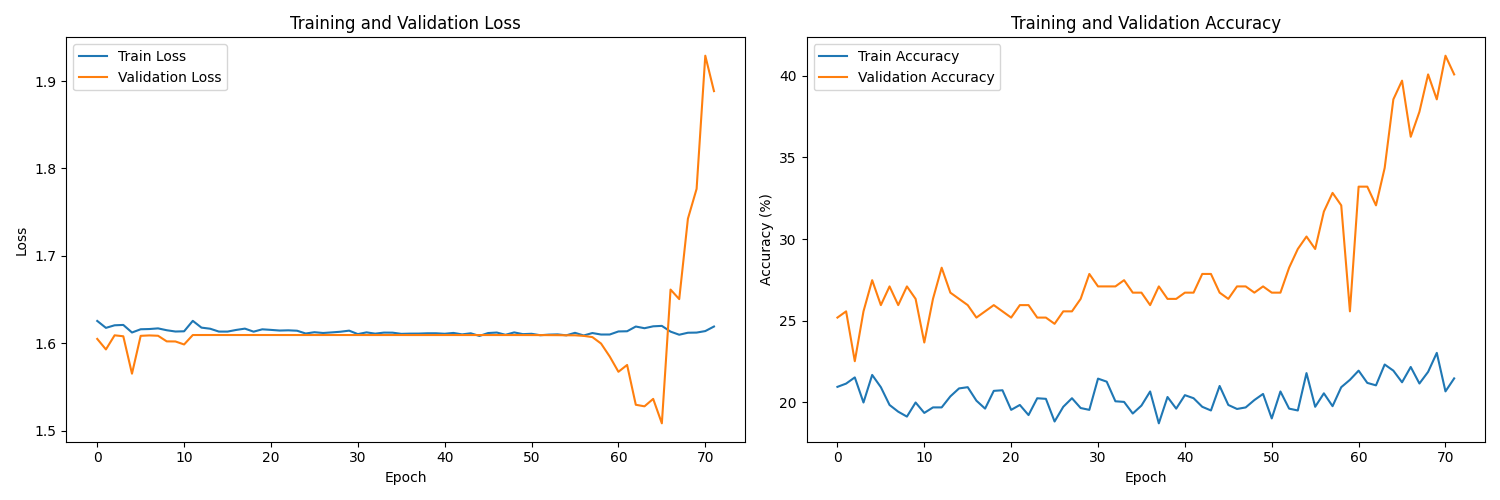 Training and Validation Loss
Train Loss
Validation Loss
1.9
1.8
1.7
1.6
1.5
Loss
0 10 20 30 40 50 60 70
Epoch
Training and Validation Accuracy
Train Accuracy
Validation Accuracy
40
35
30
25
20
Accuracy (%)
0 10 20 30 40 50 60 70
Epoch